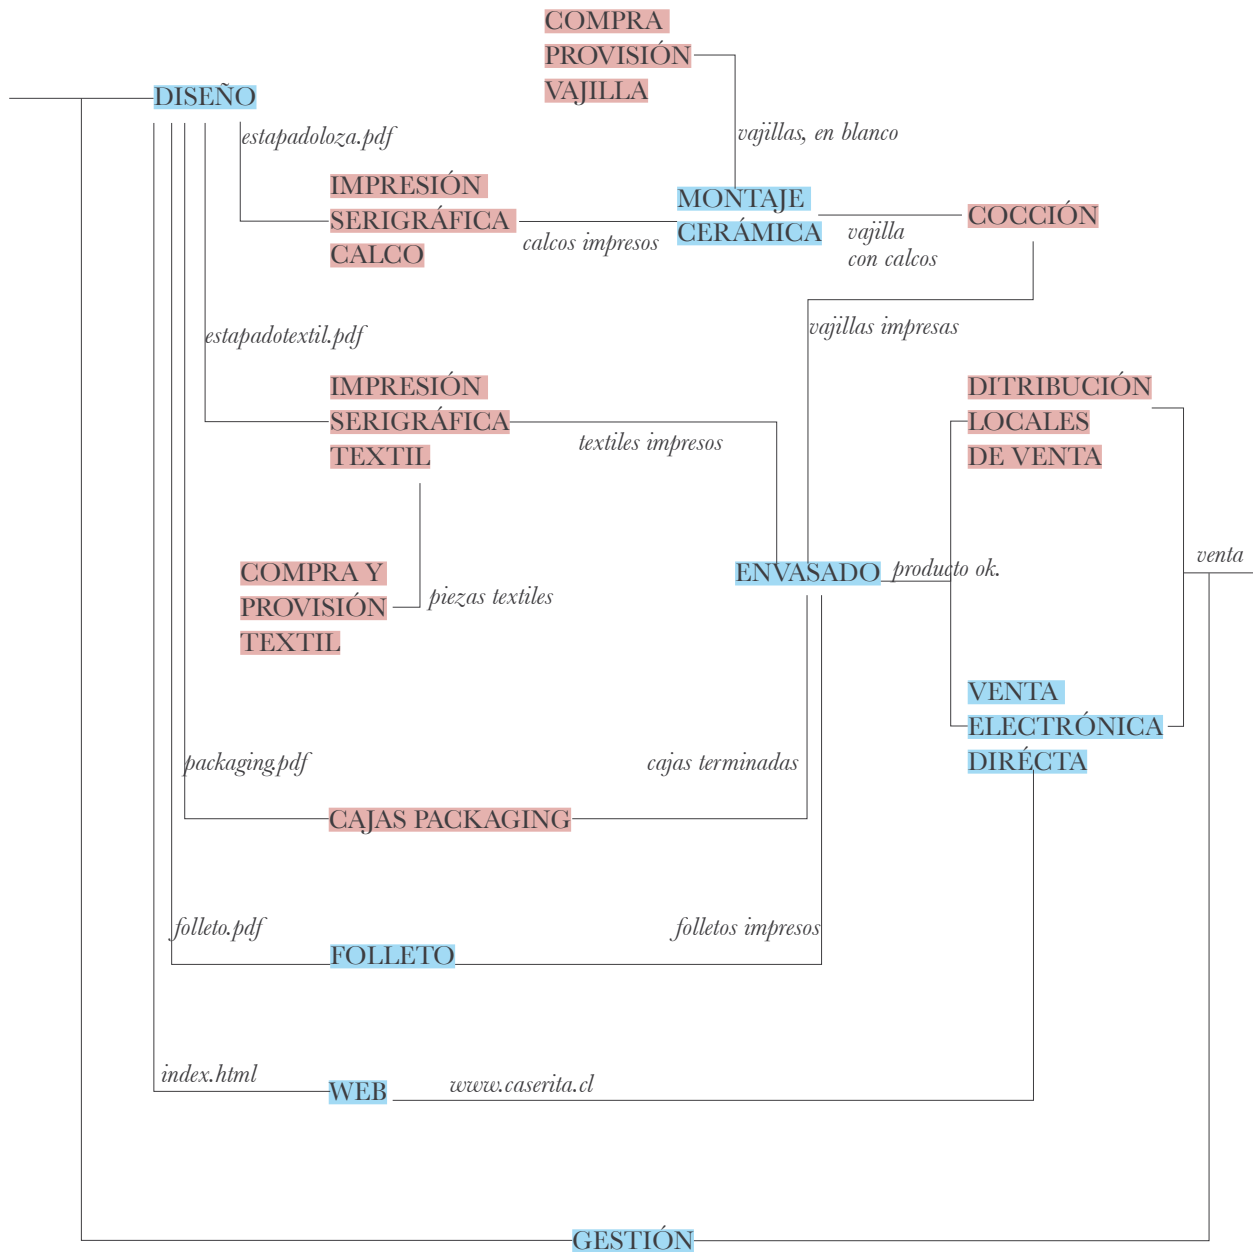 COMPRA
PROVISIÓN
VAJILLA
DISEÑO
estapadoloza.pdf
vajillas, en blanco
IMPRESIÓN
SERIGRÁFICA
CALCO
calcos impresos
MONTAJE
CERÁMICA
vajilla
con calcos
COCCIÓN
estapadotextil.pdf
vajillas impresas
IMPRESIÓN
SERIGRÁFICA
TEXTIL
textiles impresos
DITRIBUCIÓN
LOCALES
DE VENTA
COMPRA Y
PROVISIÓN
TEXTIL
piezas textiles
ENVASADO
producto ok.
venta
VENTA
ELECTRÓNICA
DIRÉCTA
packaging.pdf
cajas terminadas
CAJAS PACKAGING
folleto.pdf
folletos impresos
FOLLETO
index.html
WEB
www.caserita.cl
GESTIÓN